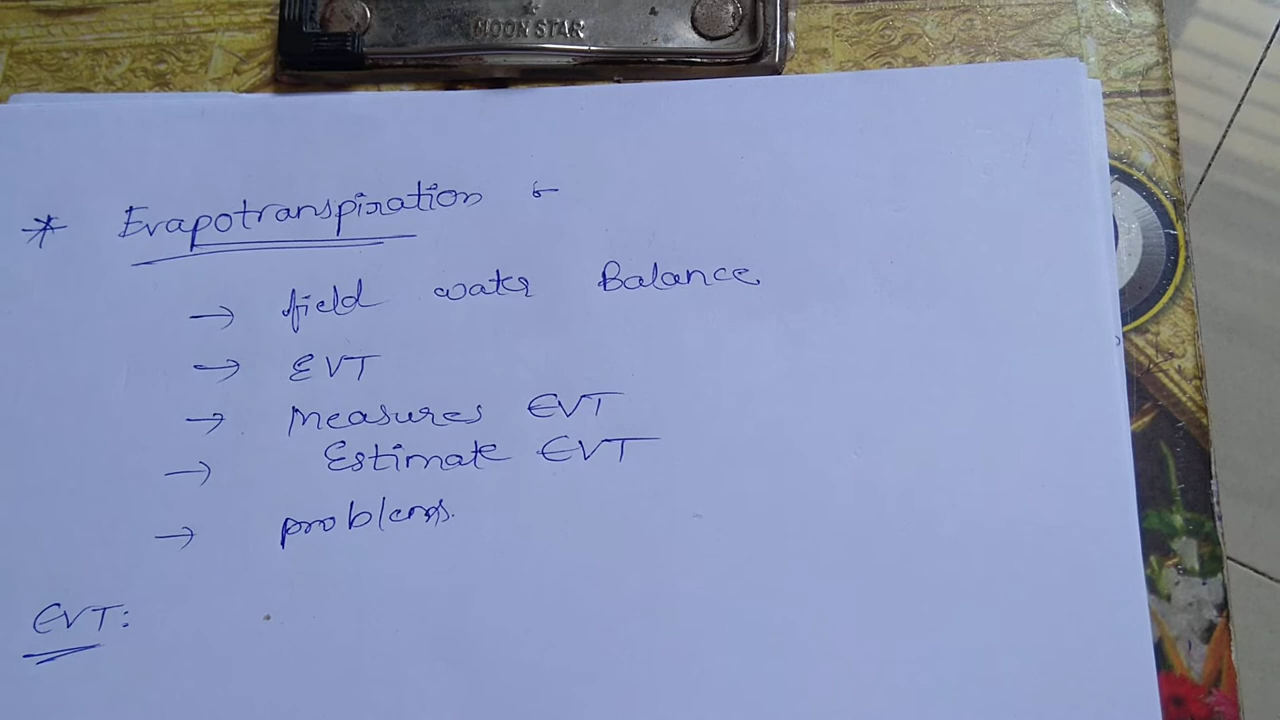 MOON STAR
* Evapotranspiration :-
→ field water Balance
→ EVT
→ Measures EVT
→ Estimate EVT
→ problems.
EVT: